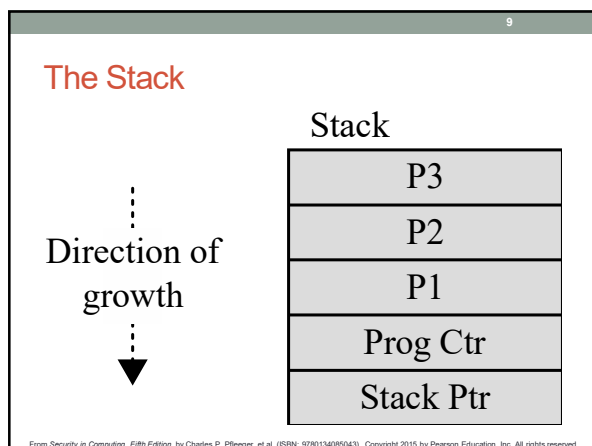 9
The Stack
Stack
P3
P2
Direction of
growth
P1
Prog Ctr
Stack Ptr
From Security in Computing, Fifth Edition, by Charles P. Pfleeger, et al. (ISBN: 9780134085043). Copyright 2015 by Pearson Education, Inc. All rights reserved